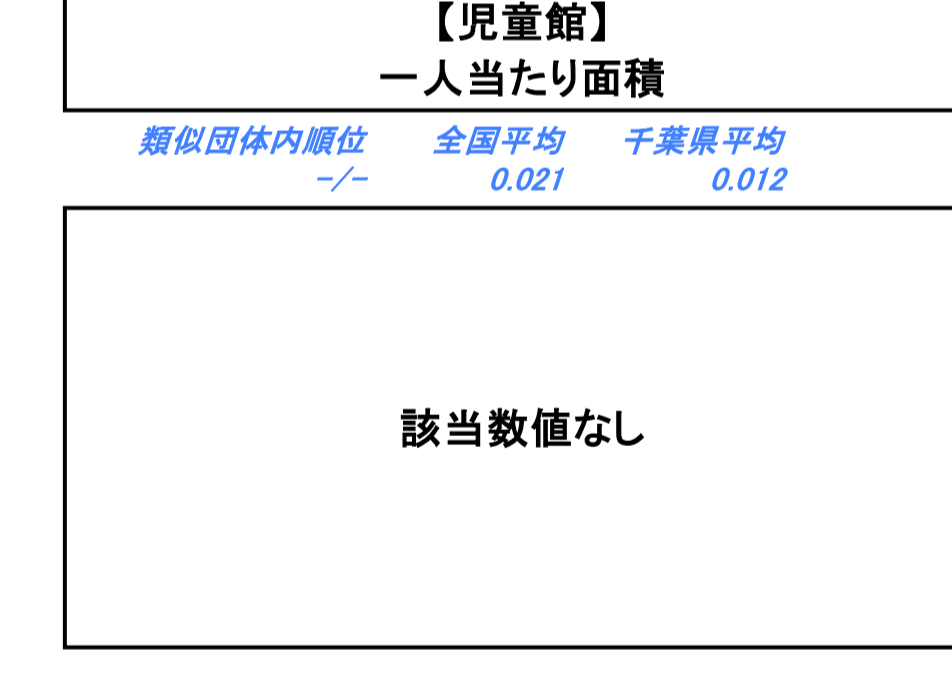 【児童館】
一人当たり面積
類似団体内順位 全国平均 千葉県平均
-/- 0.021 0.012
該当数値なし